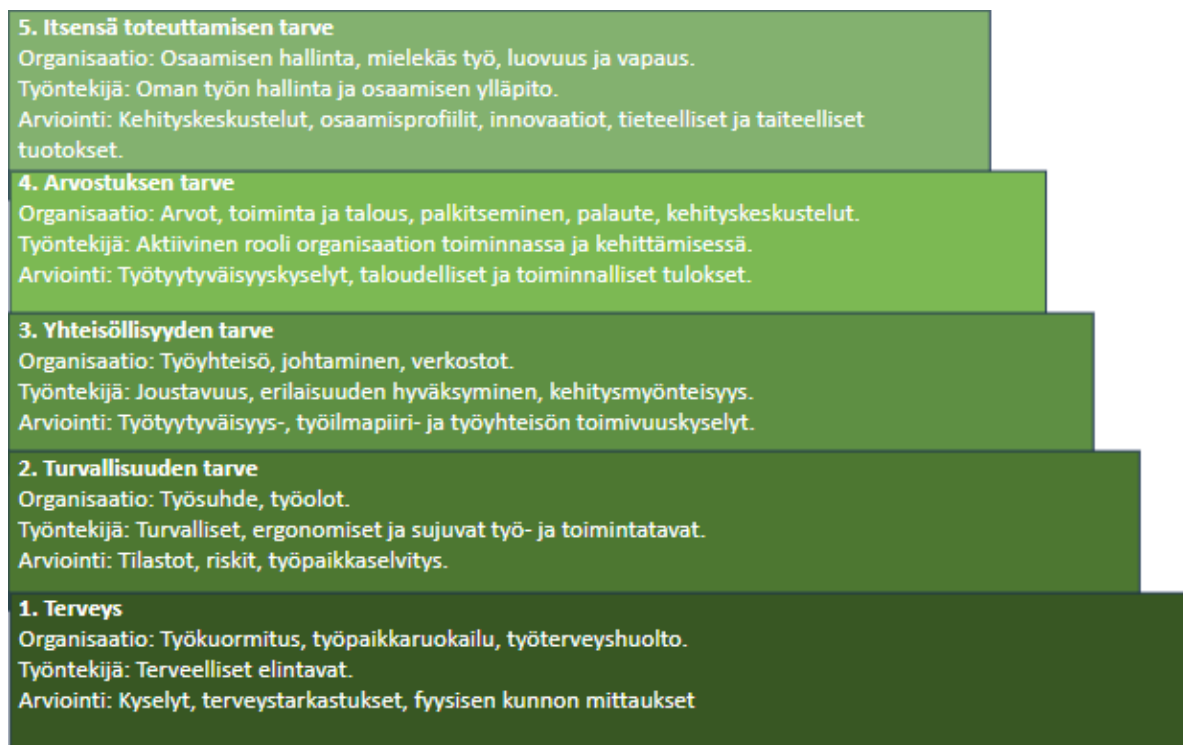 5. Itsensä toteuttamisen tarve
Organisaatio: Osaamisen hallinta, mielekäs työ, luovuus ja vapaus.
Työntekijä: Oman työn hallinta ja osaamisen ylläpito.
Arviointi: Kehityskeskustelut, osaamisprofiilit, innovaatiot, tieteelliset ja taiteelliset
tuotokset.
4. Arvostuksen tarve
Organisaatio: Arvot, toiminta ja talous, palkitseminen, palaute, kehityskeskustelut.
Työntekijä: Aktiivinen rooli organisaation toiminnassa ja kehittämisessä.
Arviointi: Työtyytyväisyyskyselyt, taloudelliset ja toiminnalliset tulokset.
3. Yhteisöllisyyden tarve
Organisaatio: Työyhteisö, johtaminen, verkostot.
Työntekijä: Joustavuus, erilaisuuden hyväksyminen, kehitysmyönteisyys.
Arviointi: Työtyytyväisyys-, työilmapiiri- ja työyhteisön toimivuuskyselyt.
2. Turvallisuuden tarve
Organisaatio: Työsuhde, työolot.
Työntekijä: Turvalliset, ergonomiset ja sujuvat työ- ja toimintatavat.
Arviointi: Tilastot, riskit, työpaikkaselvitys.
1. Terveys
Organisaatio: Työkuormitus, työpaikkaruokailu, työterveyshuolto.
Työntekijä: Terveelliset elintavat.
Arviointi: Kyselyt, terveystarkastukset, fyysisen kunnon mittaukset